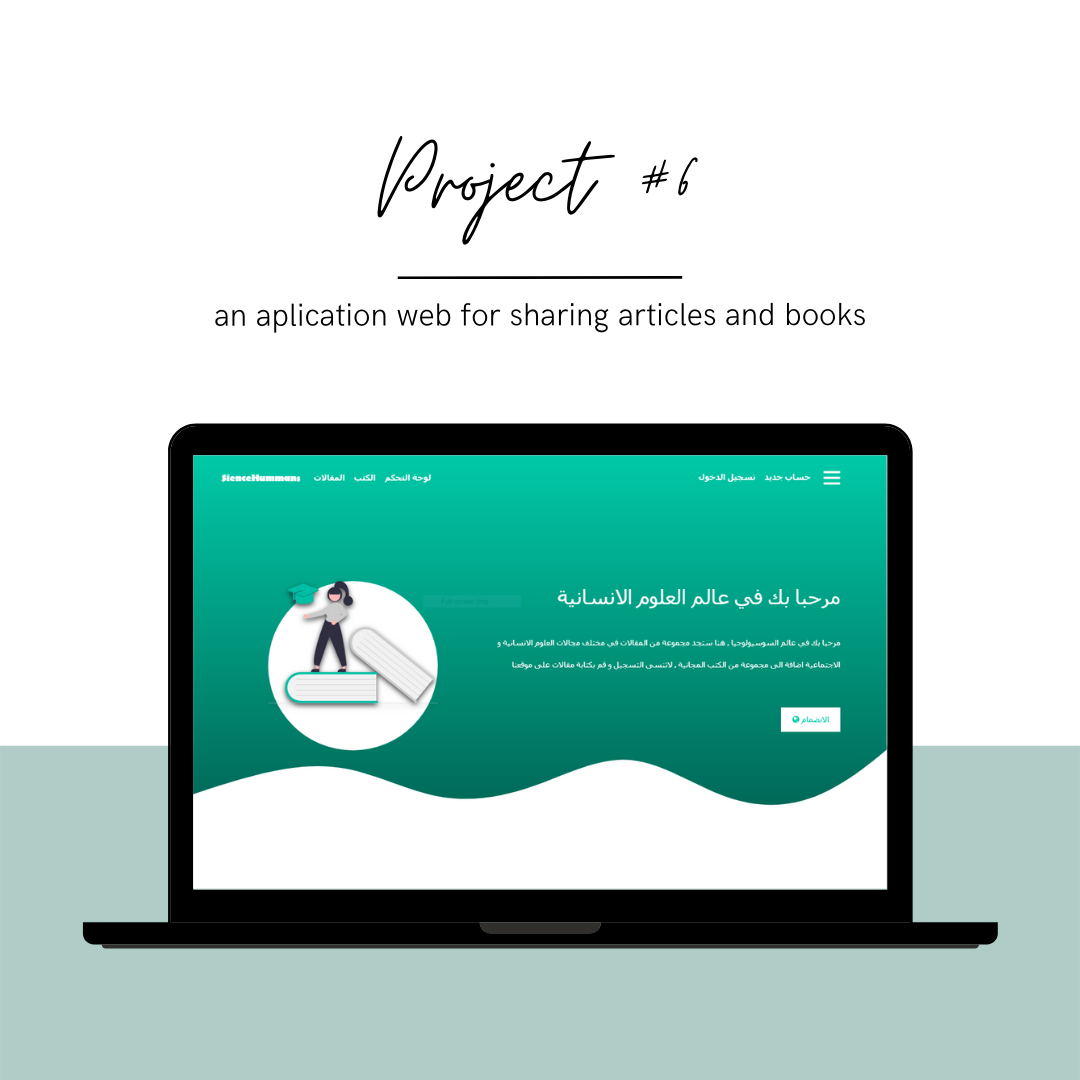 Project #6
an aplication web for sharing articles and books
SienceHummans
المقالات الكتب لوحة التحكم
تسجيل الدخول حساب جديد
مرحبا بك في عالم العلوم الانسانية
مرحبا بك في عالم السوسيولوجيا , هنا ستجد مجموعة من المقالات في مختلف مجالات العلوم الانسانية و
الاجتماعية اضافة الى مجموعة من الكتب المجانية , لاتنسى التسجيل و قم بكتابة مقالات على موقعنا
الانضمام